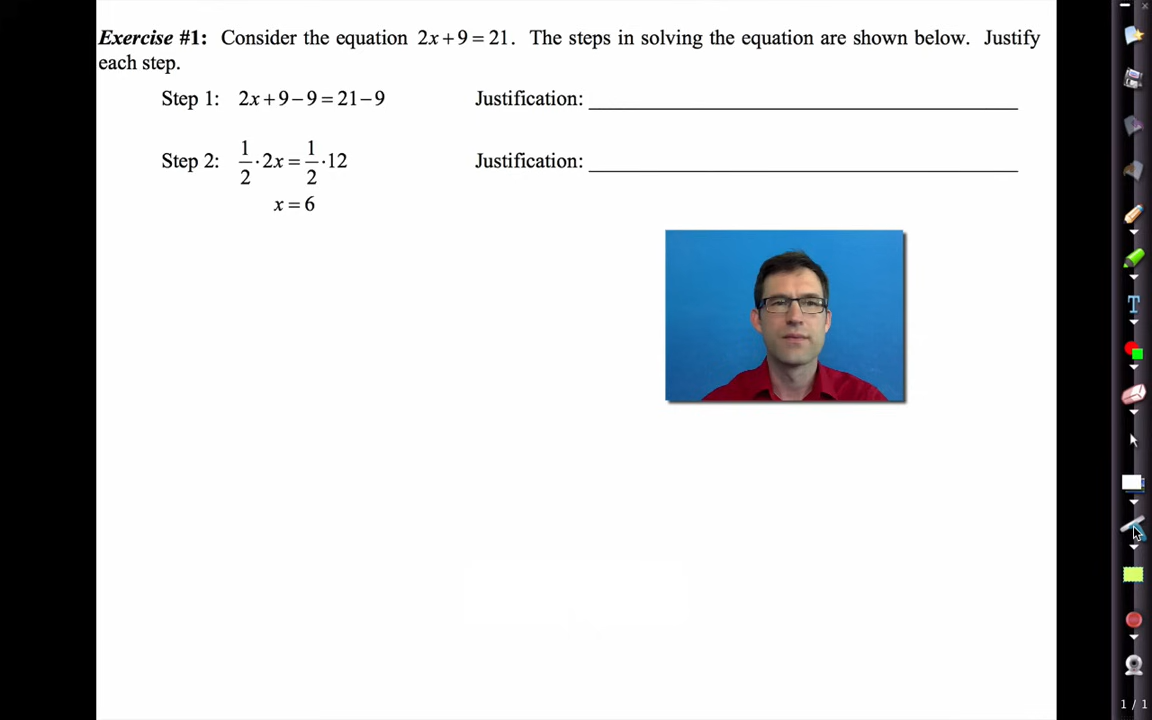 Exercise #1: Consider the equation 2x+9=21. The steps in solving the equation are shown below. Justify
each step.
Step 1: 2x+9−9=21−9 Justification: ____________________
Step 2: 1/2·2x=1/2·12 Justification: ____________________
x=6
T
1 / 1